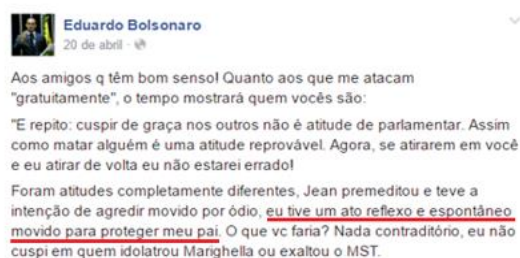 Eduardo Bolsonaro
20 de abril
Aos amigos q têm bom senso! Quanto aos que me atacam
"gratuitamente", o tempo mostrará quem vocês são:
"E repito: cuspir de graça nos outros não é atitude de parlamentar. Assim
como matar alguém é uma atitude reprovável. Agora, se atirarem em você
e eu atirar de volta eu não estarei errado!
Foram atitudes completamente diferentes, Jean premeditou e teve a
intenção de agredir movido por ódio, eu tive um ato reflexo e espontâneo
movido para proteger meu pai. O que vc faria? Nada contraditório, eu não
cuspi em quem idolatrou Marighella ou exaltou o MST.